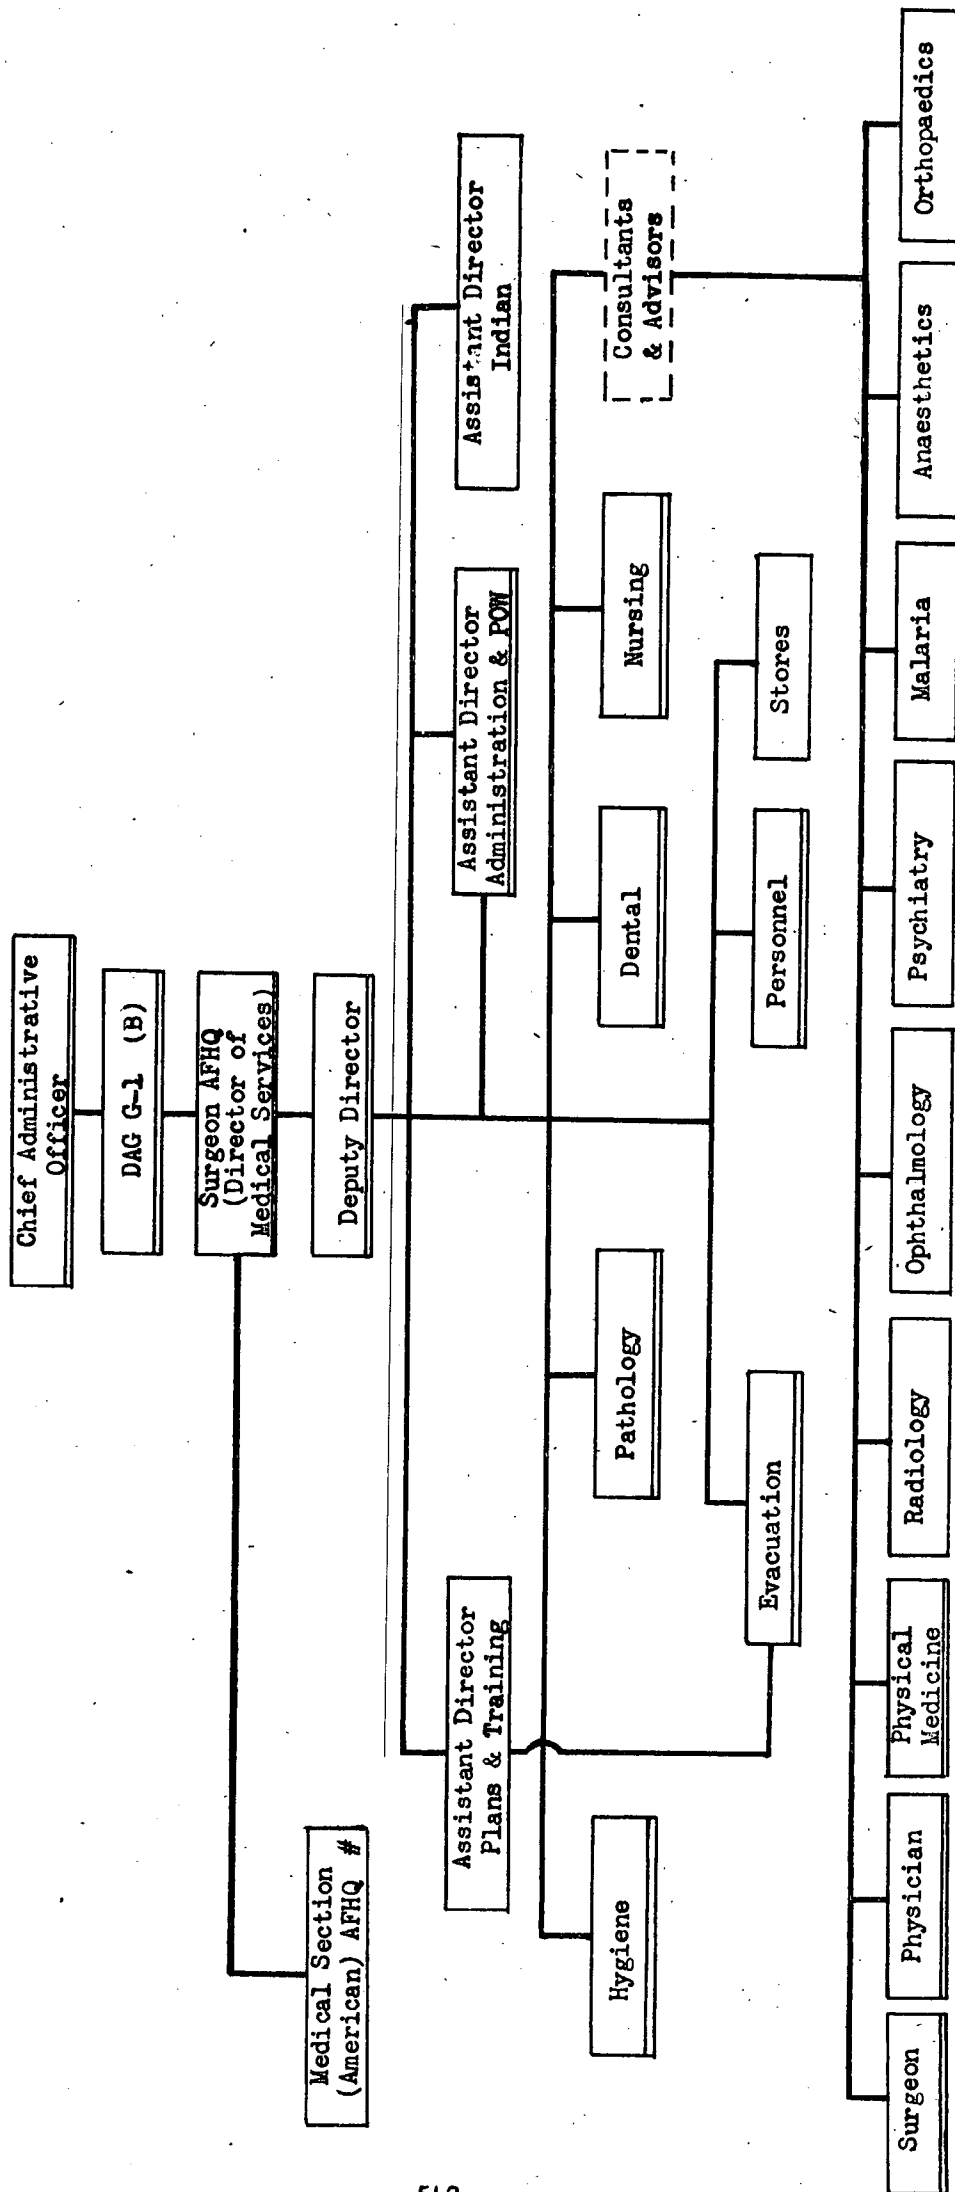 Chief Administrative
Officer
DAG G-1 (B)
Surgeon AFHQ
(Director of
Medical Services)
Deputy Director
Medical Section
(American) AFHQ #
Assistant Director
Plans & Training
Assistant Director
Administration & POW
Assistant Director
Indian
Hygiene
Pathology
Dental
Nursing
Consultants
& Advisors
Evacuation
Personnel
Stores
Surgeon
Physician
Physical
Medicine
Radiology
Ophthalmology
Psychiatry
Malaria
Anaesthetics
Orthopaedics